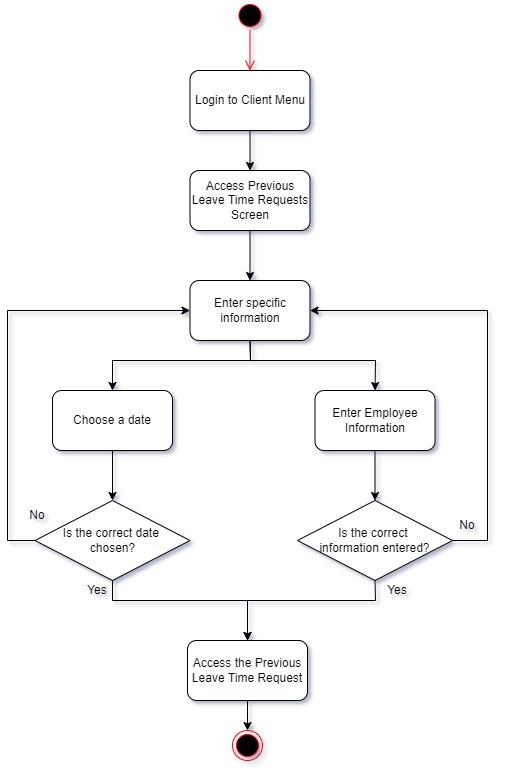 Login to Client Menu
Access Previous
Leave Time Requests
Screen
Enter specific
information
Choose a date
Enter Employee
Information
No
Is the correct date
chosen?
Is the correct
information entered?
No
Yes
Yes
Access the Previous
Leave Time Request